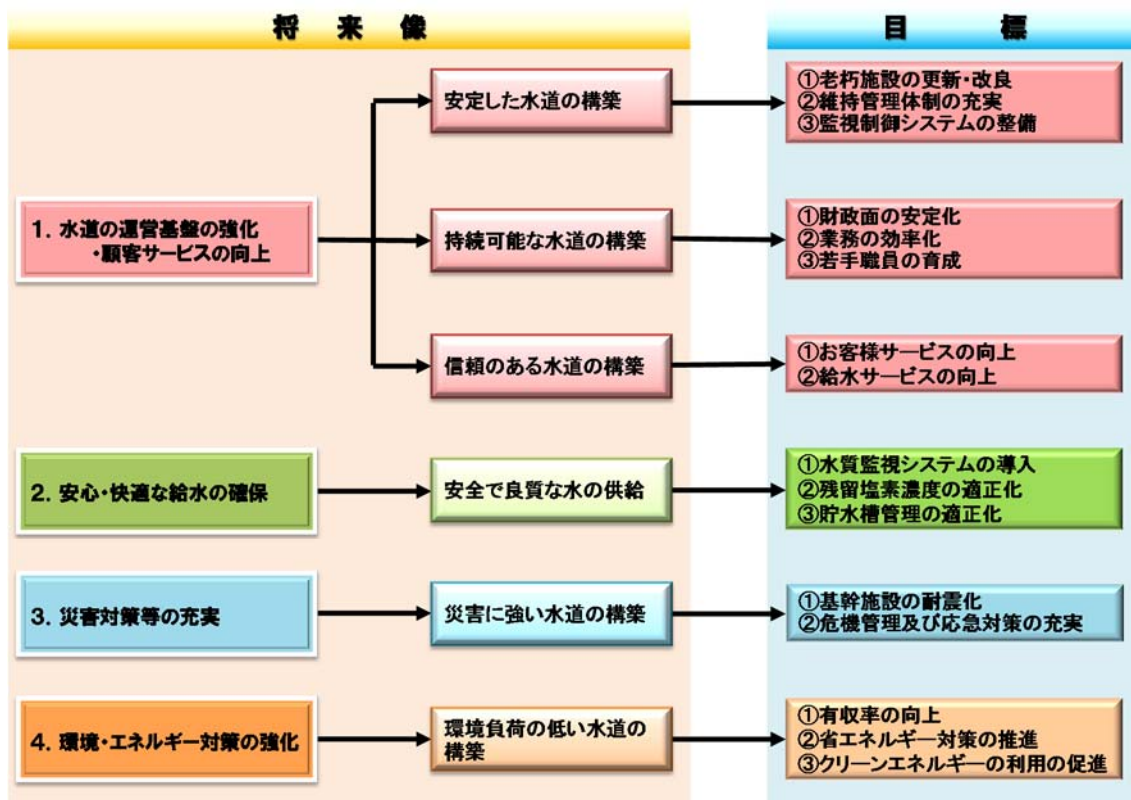 将来像
目標
1．水道の運営基盤の強化
・顧客サービスの向上
安定した水道の構築
①老朽施設の更新・改良
②維持管理体制の充実
③監視制御システムの整備
持続可能な水道の構築
①財政面の安定化
②業務の効率化
③若手職員の育成
信頼のある水道の構築
①お客様サービスの向上
②給水サービスの向上
2．安心・快適な給水の確保
安全で良質な水の供給
①水質監視システムの導入
②残留塩素濃度の適正化
③貯水槽管理の適正化
3．災害対策等の充実
災害に強い水道の構築
①基幹施設の耐震化
②危機管理及び応急対策の充実
4．環境・エネルギー対策の強化
環境負荷の低い水道の
構築
①有収率の向上
②省エネルギー対策の推進
③クリーンエネルギーの利用の促進